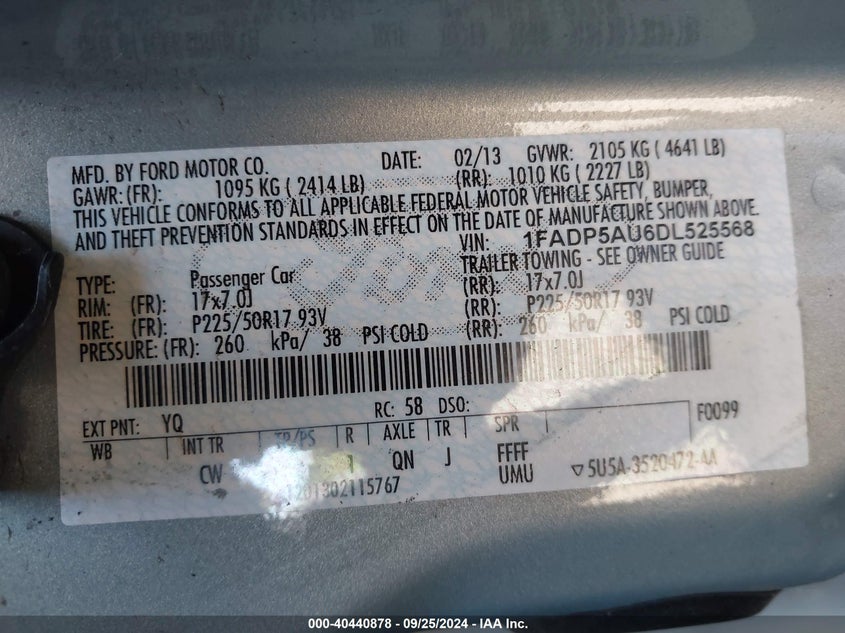 MFD. BY FORD MOTOR CO. DATE: 02/13 GVWR: 2105 KG ( 4641 LB)
GAWR: (FR): 1095 KG ( 2414 LB) (RR): 1010 KG ( 2227 LB)
THIS VEHICLE CONFORMS TO ALL APPLICABLE FEDERAL MOTOR VEHICLE SAFETY, BUMPER,
AND THEFT PREVENTION STANDARDS IN EFFECT ON THE DATE OF MANUFACTURE SHOWN ABOVE.
VIN: 1FADP5AU6DL525568
TYPE: Passenger Car TRAILER TOWING - SEE OWNER GUIDE
RIM: (FR): 17x7.0J (RR): 17x7.0J
TIRE: (FR): P225/50R17 93V (RR): P225/50R17 93V
PRESSURE: (FR): 260 kPa/ 38 PSI COLD (RR): 260 kPa/ 38 PSI COLD
EXT PNT: YQ RC: 58 DSO: F0099
WB INT TR TP/PS R AXLE TR SPR
CW QN J FFFF
UMU ▽5U5A-3520472-AA
1302115767
000-40440878 - 09/25/2024 - IAA Inc.